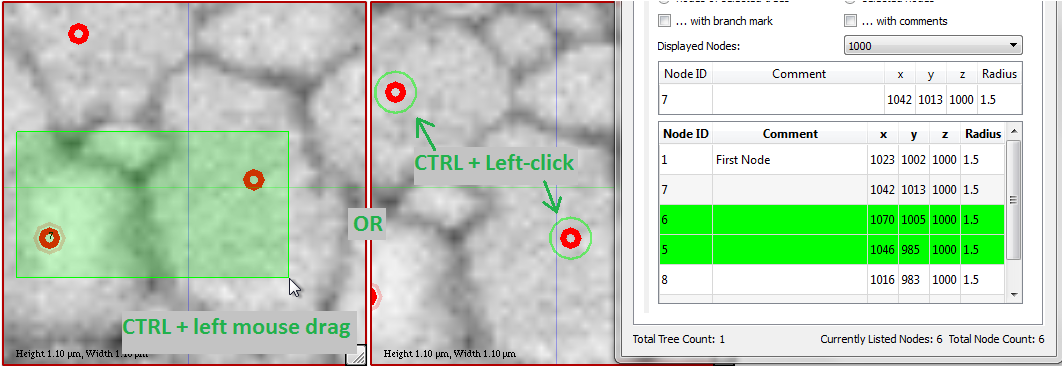 ... with branch mark ... with comments
Displayed Nodes: 1000
Node ID Comment x y z Radius
7 1042 1013 1000 1.5
Node ID Comment x y z Radius
1 First Node 1023 1002 1000 1.5
7 1042 1013 1000 1.5
6 1070 1005 1000 1.5
5 1046 985 1000 1.5
8 1016 983 1000 1.5
Total Tree Count: 1 Currently Listed Nodes: 6 Total Node Count: 6
CTRL + Left-click
OR
CTRL + left mouse drag
7
Height 1.10 µm, Width 1.10 µm
Height 1.10 µm, Width 1.10 µm